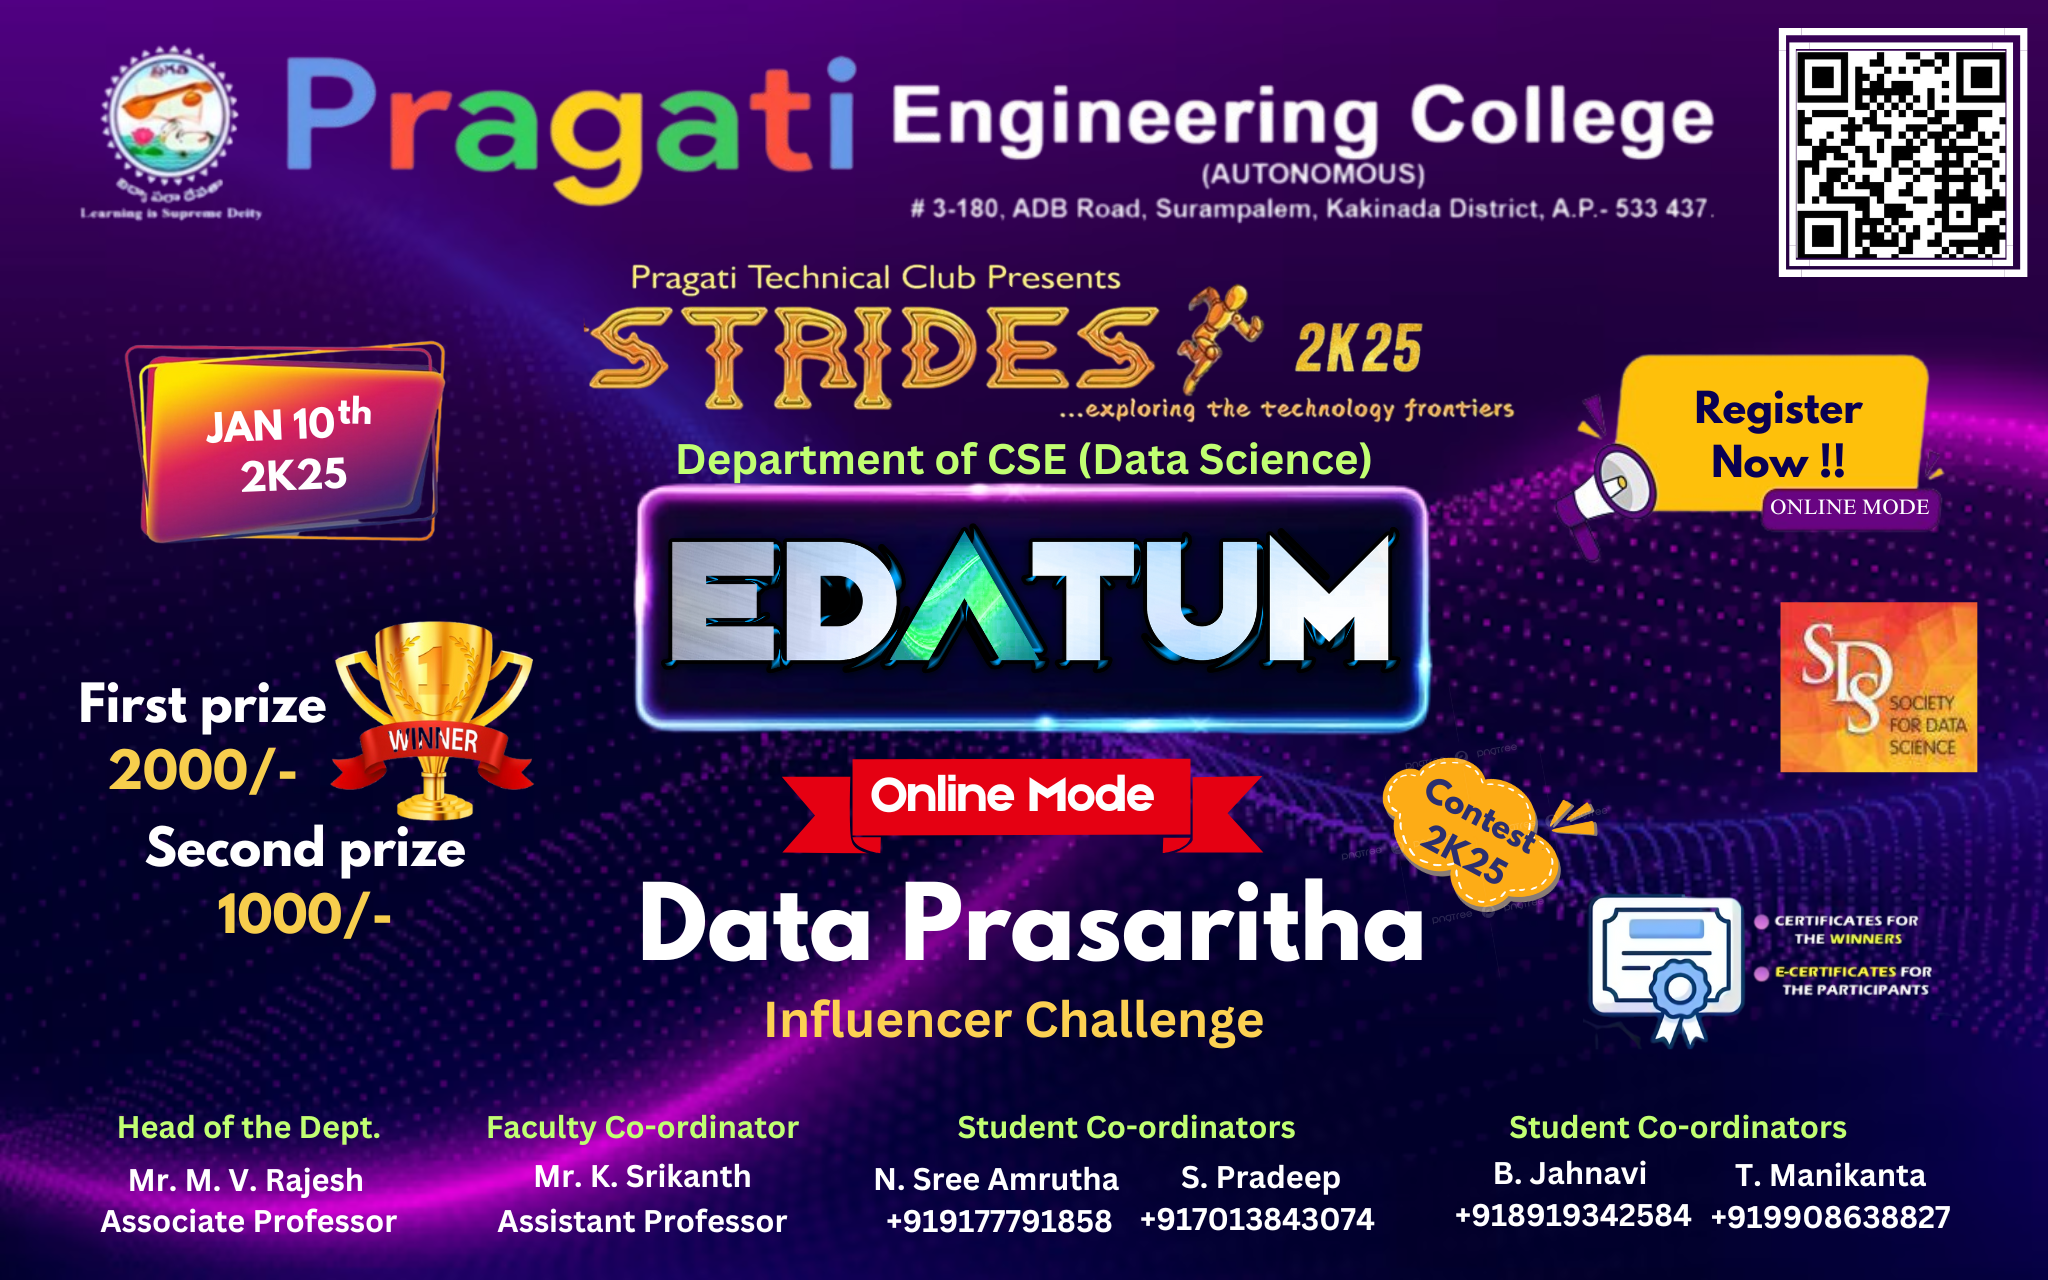 Pragati Engineering College
(AUTONOMOUS)
# 3-180, ADB Road, Surampalem, Kakinada District, A.P.- 533 437.
విద్యా పరా దేవతా
Learning is Supreme Deity
Pragati Technical Club Presents
STRIDES 2K25
...exploring the technology frontiers
JAN 10th
2K25
Register
Now !!
ONLINE MODE
Department of CSE (Data Science)
EDATUM
First prize
2000/-
1
WINNER
Second prize
1000/-
SDS
SOCIETY
FOR DATA
SCIENCE
Online Mode
Contest
2K25
pngtree
Data Prasaritha
Influencer Challenge
CERTIFICATES FOR
THE WINNERS
E-CERTIFICATES FOR
THE PARTICIPANTS
Head of the Dept.
Mr. M. V. Rajesh
Associate Professor
Faculty Co-ordinator
Mr. K. Srikanth
Assistant Professor
Student Co-ordinators
N. Sree Amrutha
+919177791858
S. Pradeep
+917013843074
Student Co-ordinators
B. Jahnavi
+918919342584
T. Manikanta
+919908638827